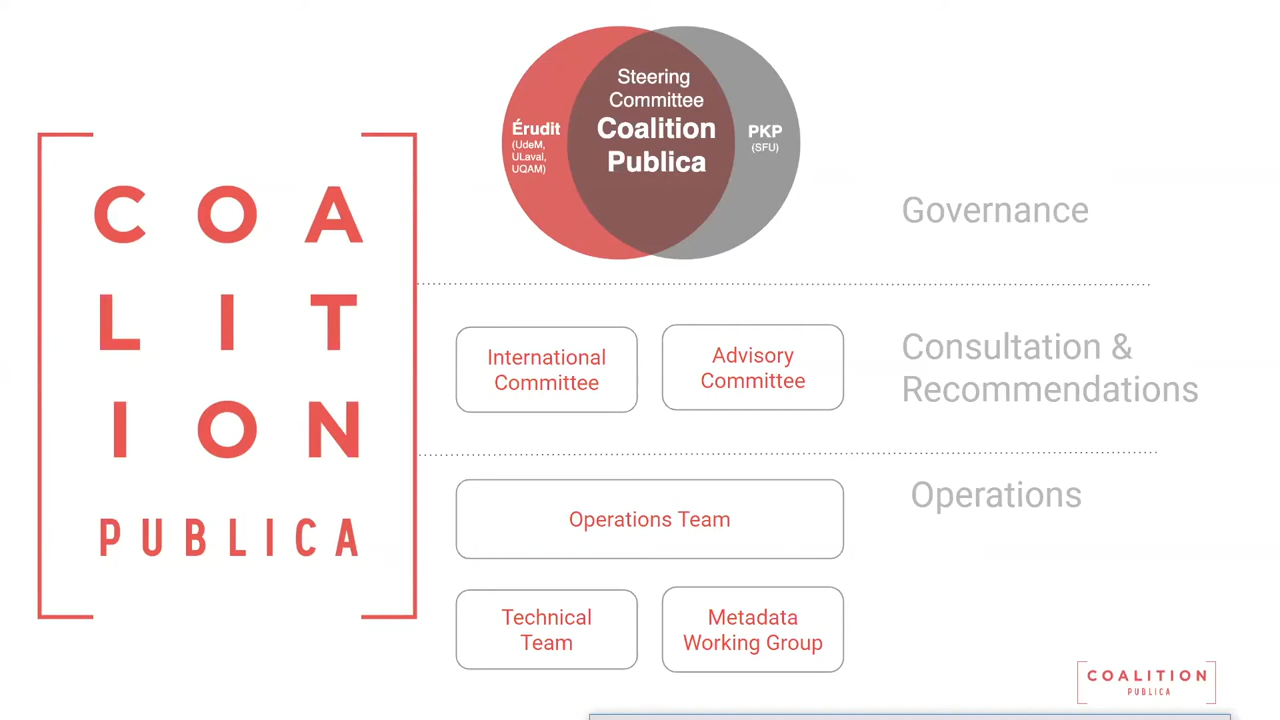 C O A
L I T
I O N
PUBLICA
Steering
Committee
Coalition
Publica
Érudit
(UdeM,
ULaval,
UQAM)
PKP
(SFU)
Governance
International
Committee
Advisory
Committee
Consultation &
Recommendations
Operations Team
Operations
Technical
Team
Metadata
Working Group
COALITION
PUBLICA